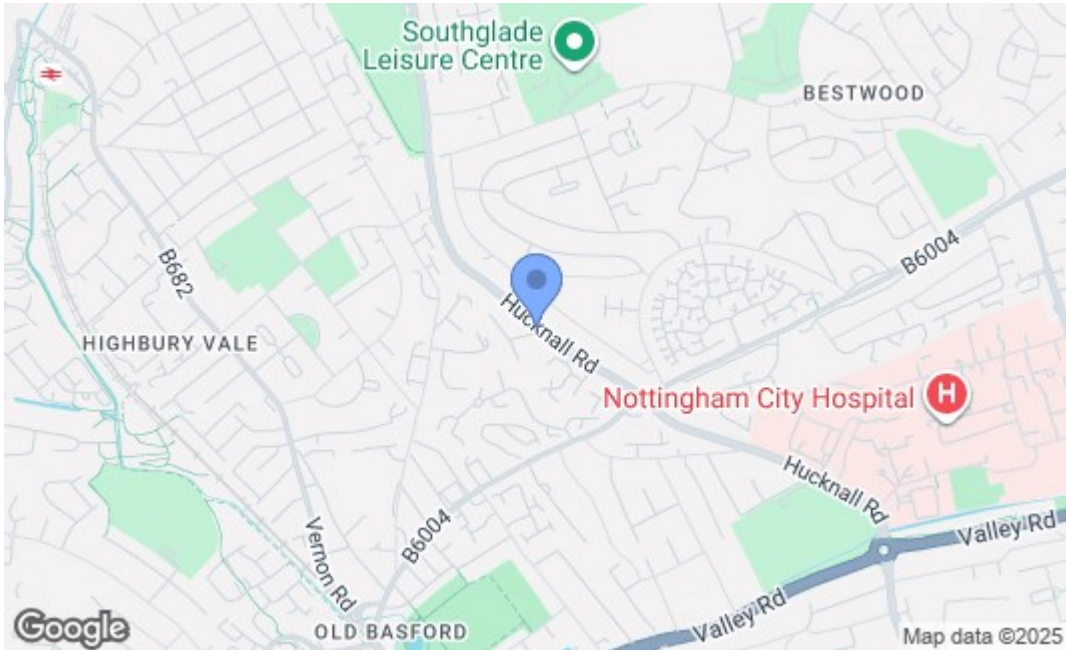 Southglade
Leisure Centre
BESTWOOD
B682
B6004
Hucknall Rd
HIGHBURY VALE
Nottingham City Hospital
H
Hucknall Rd
Vernon Rd
B6004
Valley Rd
Valley Rd
OLD BASFORD
Google
Map data ©2025